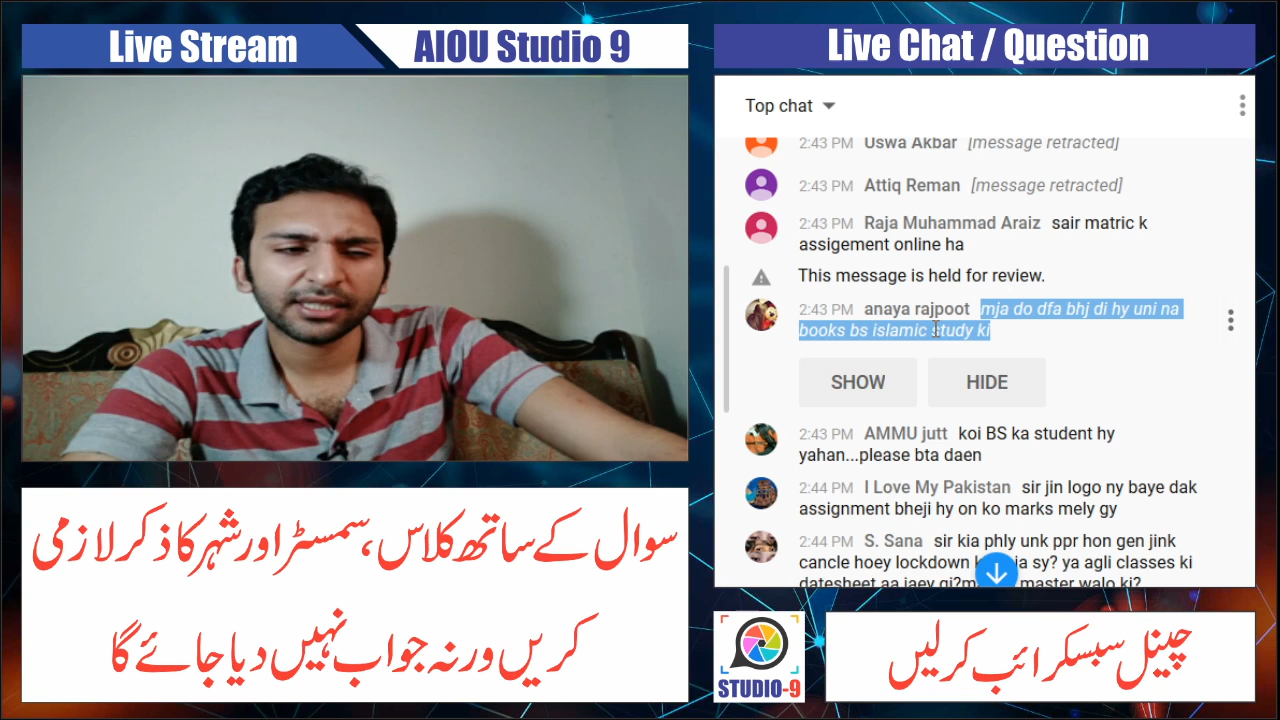 Live Stream
AIOU Studio 9
Live Chat / Question
Top chat
2:43 PM Uswa Akbar [message retracted]
2:43 PM Attiq Reman [message retracted]
2:43 PM Raja Muhammad Araiz sair matric k
assigement online ha
This message is held for review.
2:43 PM anaya rajpoot mja do dfa bhj di hy uni na
books bs islamic study ki
SHOW HIDE
2:43 PM AMMU jutt koi BS ka student hy
yahan...please bta daen
2:44 PM I Love My Pakistan sir jin logo ny baye dak
assignment bheji hy on ko marks mely gy
2:44 PM S. Sana sir kia phly unk ppr hon gen jink
cancle hoey lockdown sy? ya agli classes ki
datesheet aa jaey gi? master walo ki?
سوال کے ساتھ کلاس، سمسٹر اور شہر کا ذکر لازمی
کریں ورنہ جواب نہیں دیا جائے گا
STUDIO-9
چینل سبسکرائب کرلیں